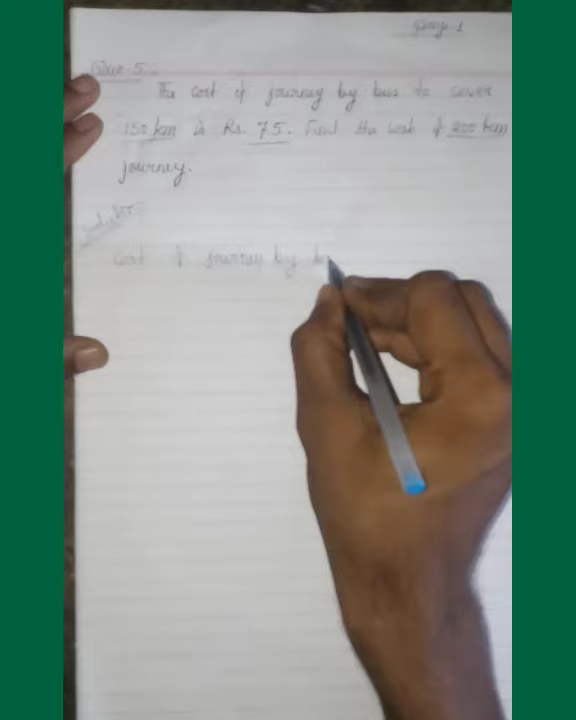 Page-1
Que-5:
The cost of journey by bus to cover
150 km is Rs. 75. Find the cost of 200 km
journey.
Solution
Cost of journey by b